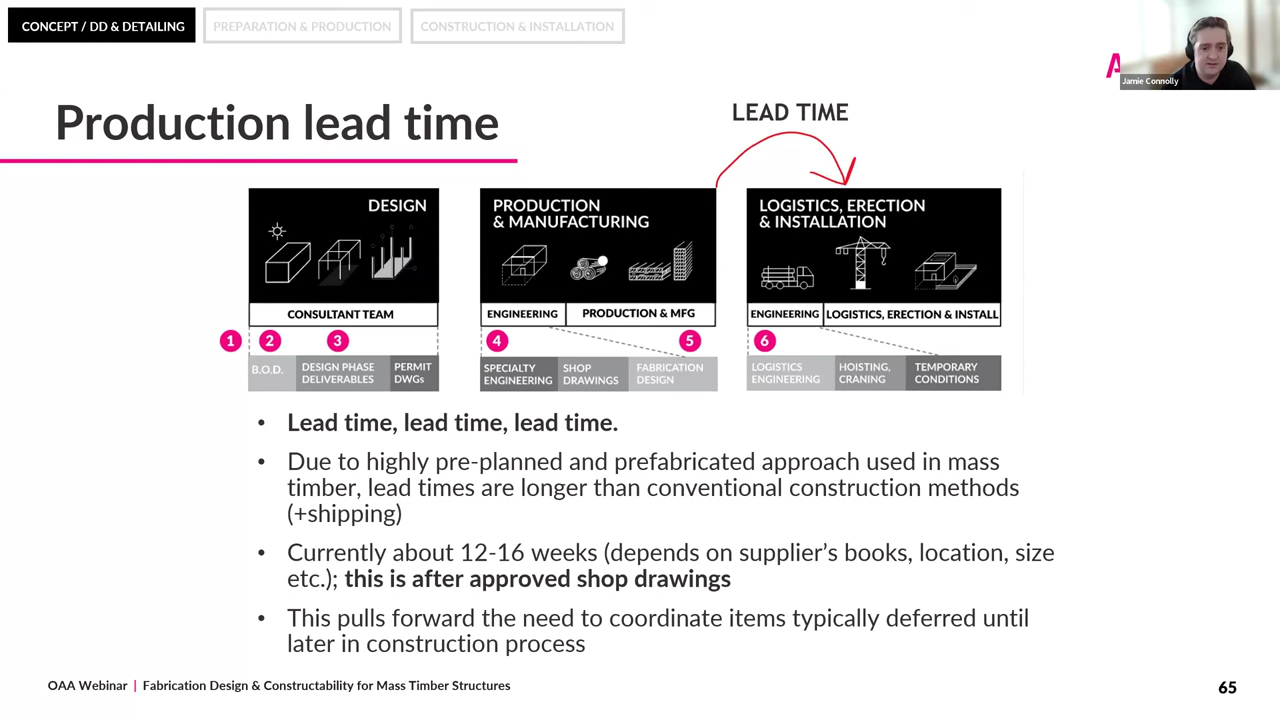 CONCEPT / DD & DETAILING
PREPARATION & PRODUCTION
CONSTRUCTION & INSTALLATION
A
Jamie Connolly
Production lead time
LEAD TIME
DESIGN
CONSULTANT TEAM
PRODUCTION
& MANUFACTURING
ENGINEERING
PRODUCTION & MFG
LOGISTICS, ERECTION
& INSTALLATION
ENGINEERING
LOGISTICS, ERECTION & INSTALL
1
2
3
4
5
6
B.O.D.
DESIGN PHASE
DELIVERABLES
PERMIT
DWGs
SPECIALTY
ENGINEERING
SHOP
DRAWINGS
FABRICATION
DESIGN
LOGISTICS
ENGINEERING
HOISTING,
CRANING
TEMPORARY
CONDITIONS
• Lead time, lead time, lead time.
• Due to highly pre-planned and prefabricated approach used in mass
timber, lead times are longer than conventional construction methods
(+shipping)
• Currently about 12-16 weeks (depends on supplier’s books, location, size
etc.); this is after approved shop drawings
• This pulls forward the need to coordinate items typically deferred until
later in construction process
OAA Webinar | Fabrication Design & Constructability for Mass Timber Structures
65